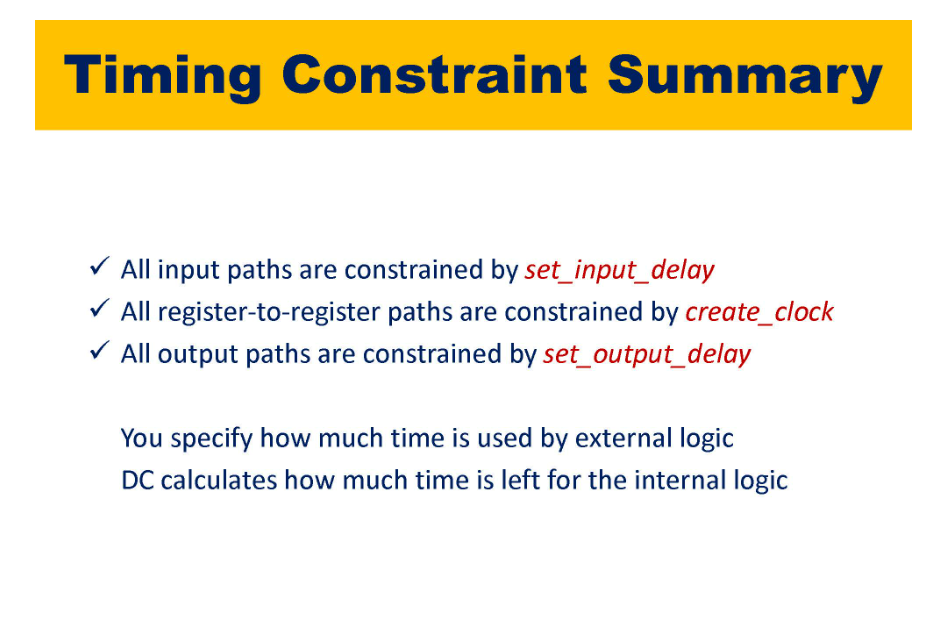 Timing Constraint Summary
✓ All input paths are constrained by set_input_delay
✓ All register-to-register paths are constrained by create_clock
✓ All output paths are constrained by set_output_delay
You specify how much time is used by external logic
DC calculates how much time is left for the internal logic